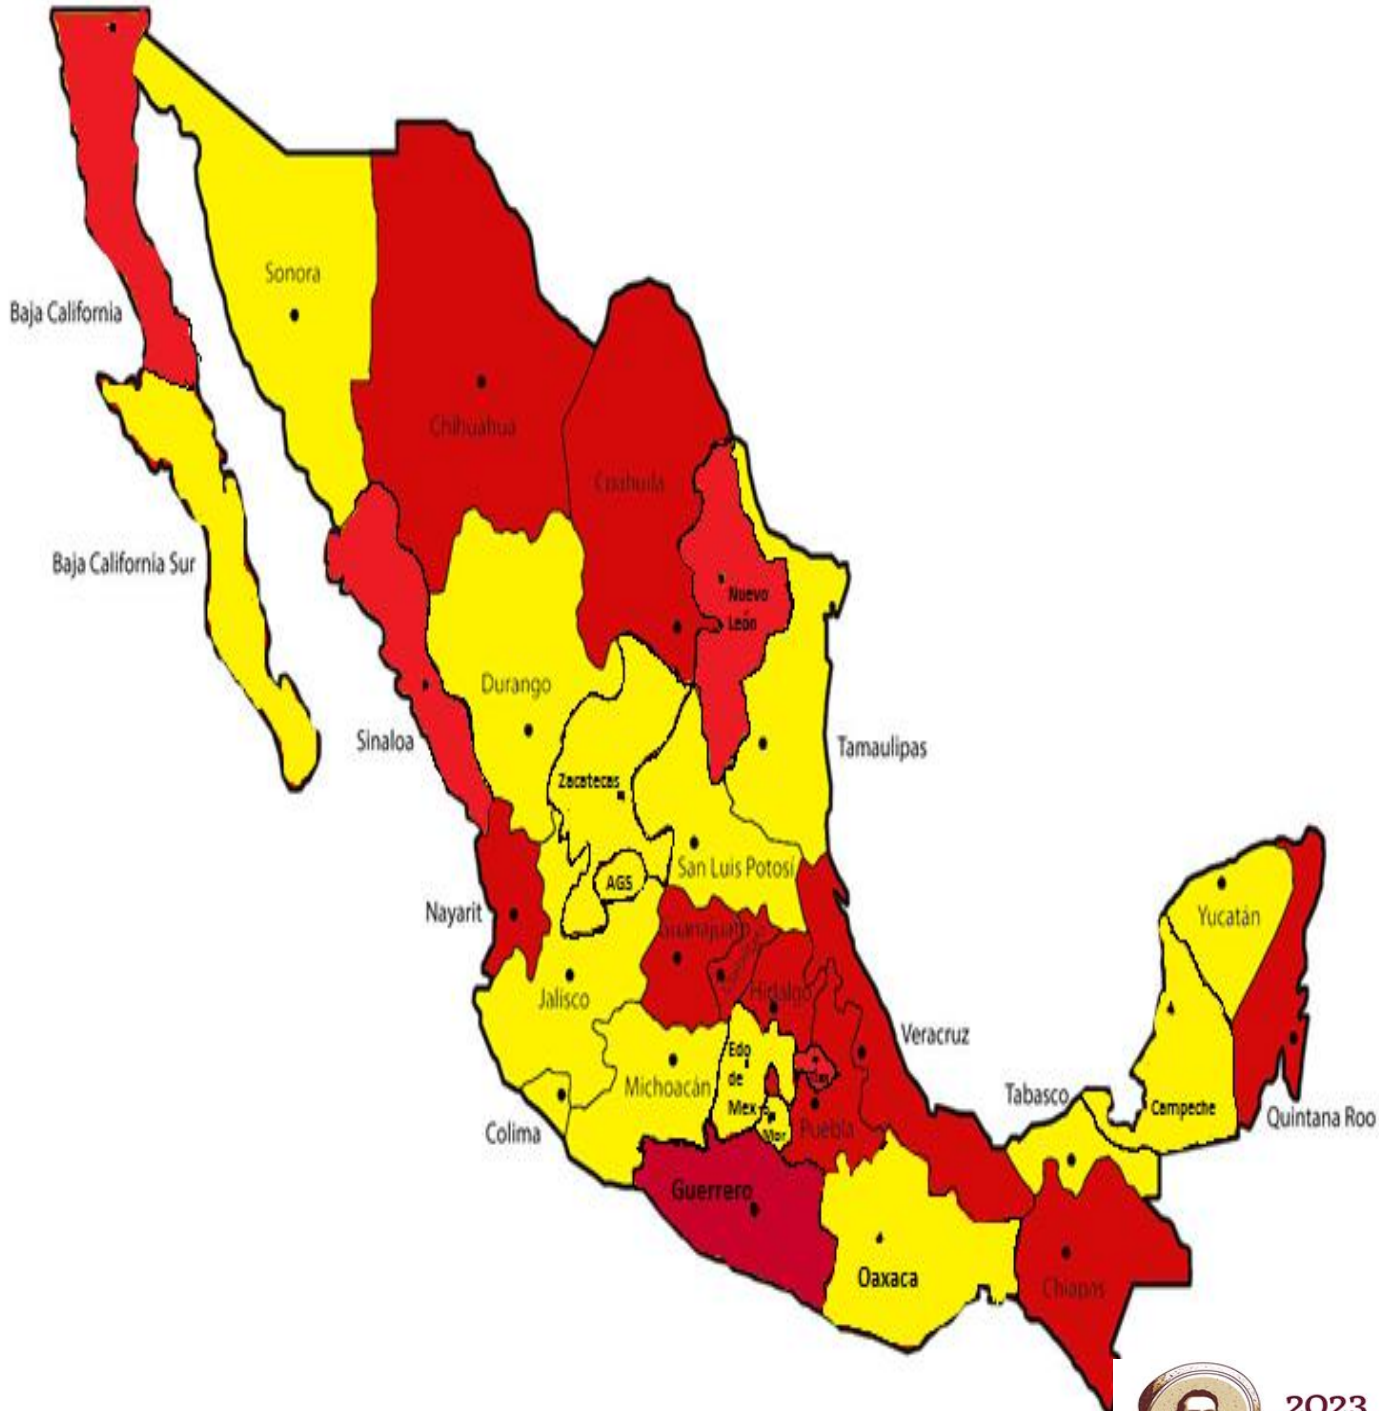 Sonora
Baja California
Chihuahua
Coahuila
Baja California Sur
Nuevo
León
Durango
Sinaloa
Tamaulipas
Zacatecas
San Luis Potosí
AGS
Nayarit
Yucatán
Guanajuato
Jalisco
Hidalgo
Veracruz
Edo
de
Mex
Michoacán
Tabasco
Campeche
Quintana Roo
Colima
Mor
Puebla
Guerrero
Oaxaca
Chiapas
2023